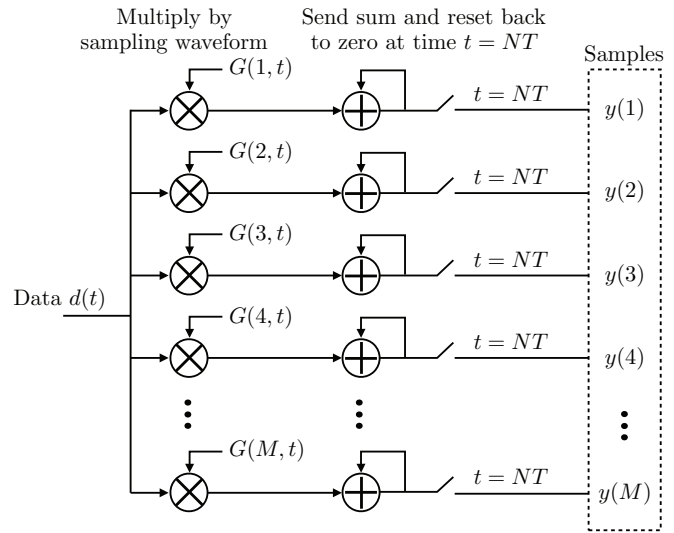 Multiply by
sampling waveform
Send sum and reset back
to zero at time t = NT
Samples
G(1, t)
t = NT
y(1)
G(2, t)
t = NT
y(2)
G(3, t)
t = NT
y(3)
Data d(t)
G(4, t)
t = NT
y(4)
G(M, t)
t = NT
y(M)